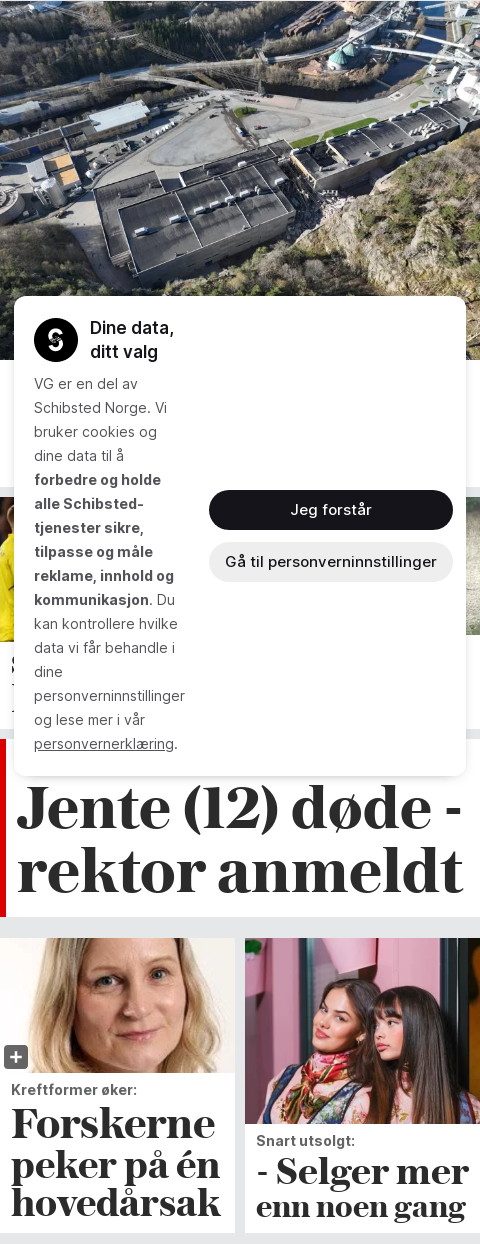 Dine data,
ditt valg
VG er en del av
Schibsted Norge. Vi
bruker cookies og
dine data til å
forbedre og holde
alle Schibsted-
tjenester sikre,
tilpasse og måle
reklame, innhold og
kommunikasjon. Du
kan kontrollere hvilke
data vi får behandle i
dine
personverninnstillinger
og lese mer i vår
personvernerklæring.
Jeg forstår
Gå til personverninnstillinger
Jente (12) døde -
rektor anmeldt
Kreftformer øker:
Forskerne
peker på én
hovedårsak
Snart utsolgt:
- Selger mer
enn noen gang